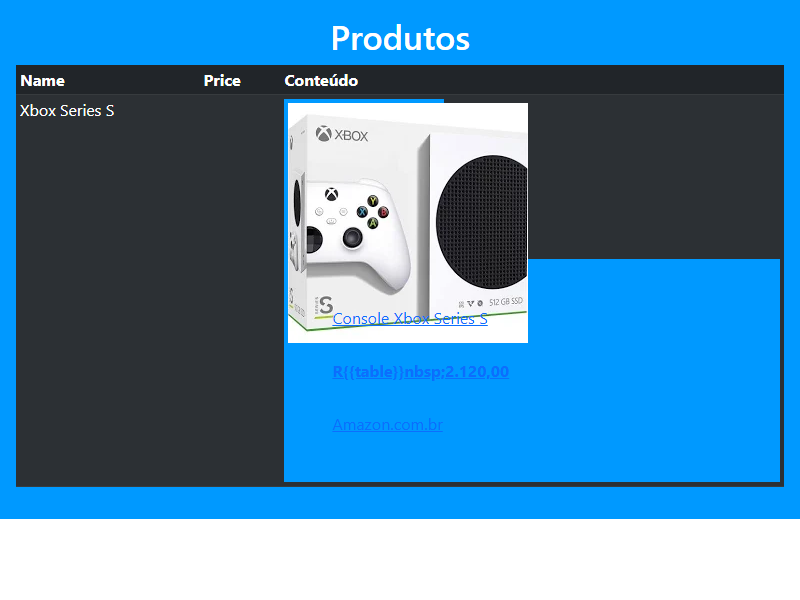 Produtos
Name Price Conteúdo
Xbox Series S
XBOX
Y
X B
A
SERIES S
512 GB SSD
Console Xbox Series S
R{{table}}nbsp;2.120,00
Amazon.com.br